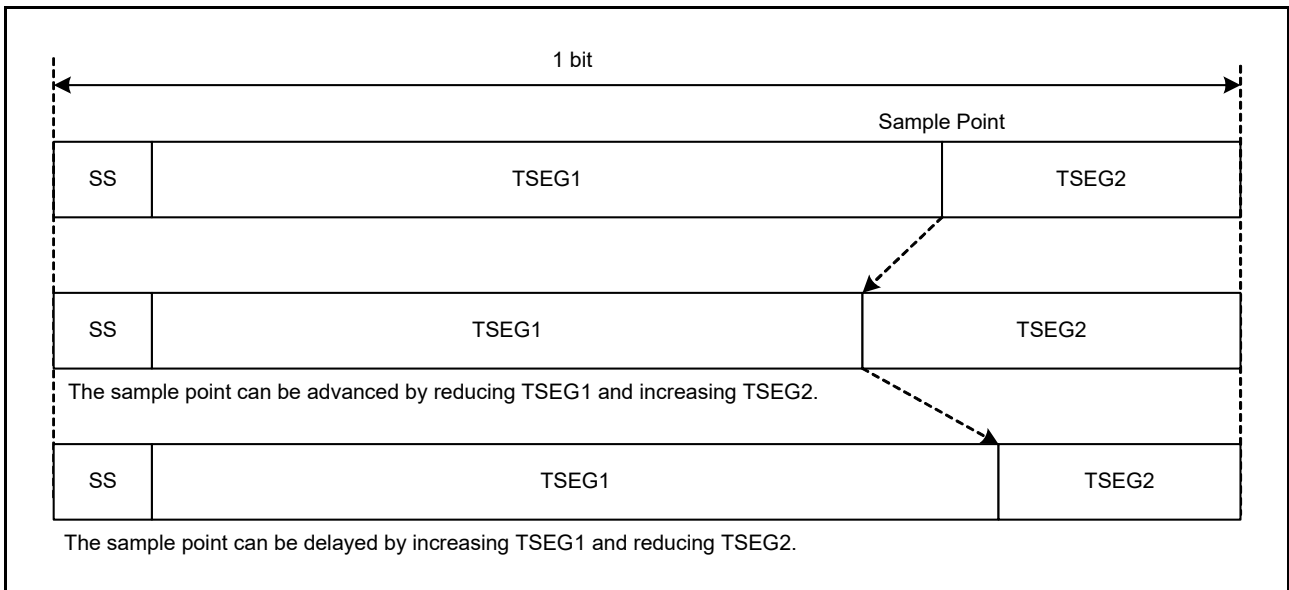 1 bit
Sample Point
SS TSEG1 TSEG2
SS TSEG1 TSEG2
The sample point can be advanced by reducing TSEG1 and increasing TSEG2.
SS TSEG1 TSEG2
The sample point can be delayed by increasing TSEG1 and reducing TSEG2.